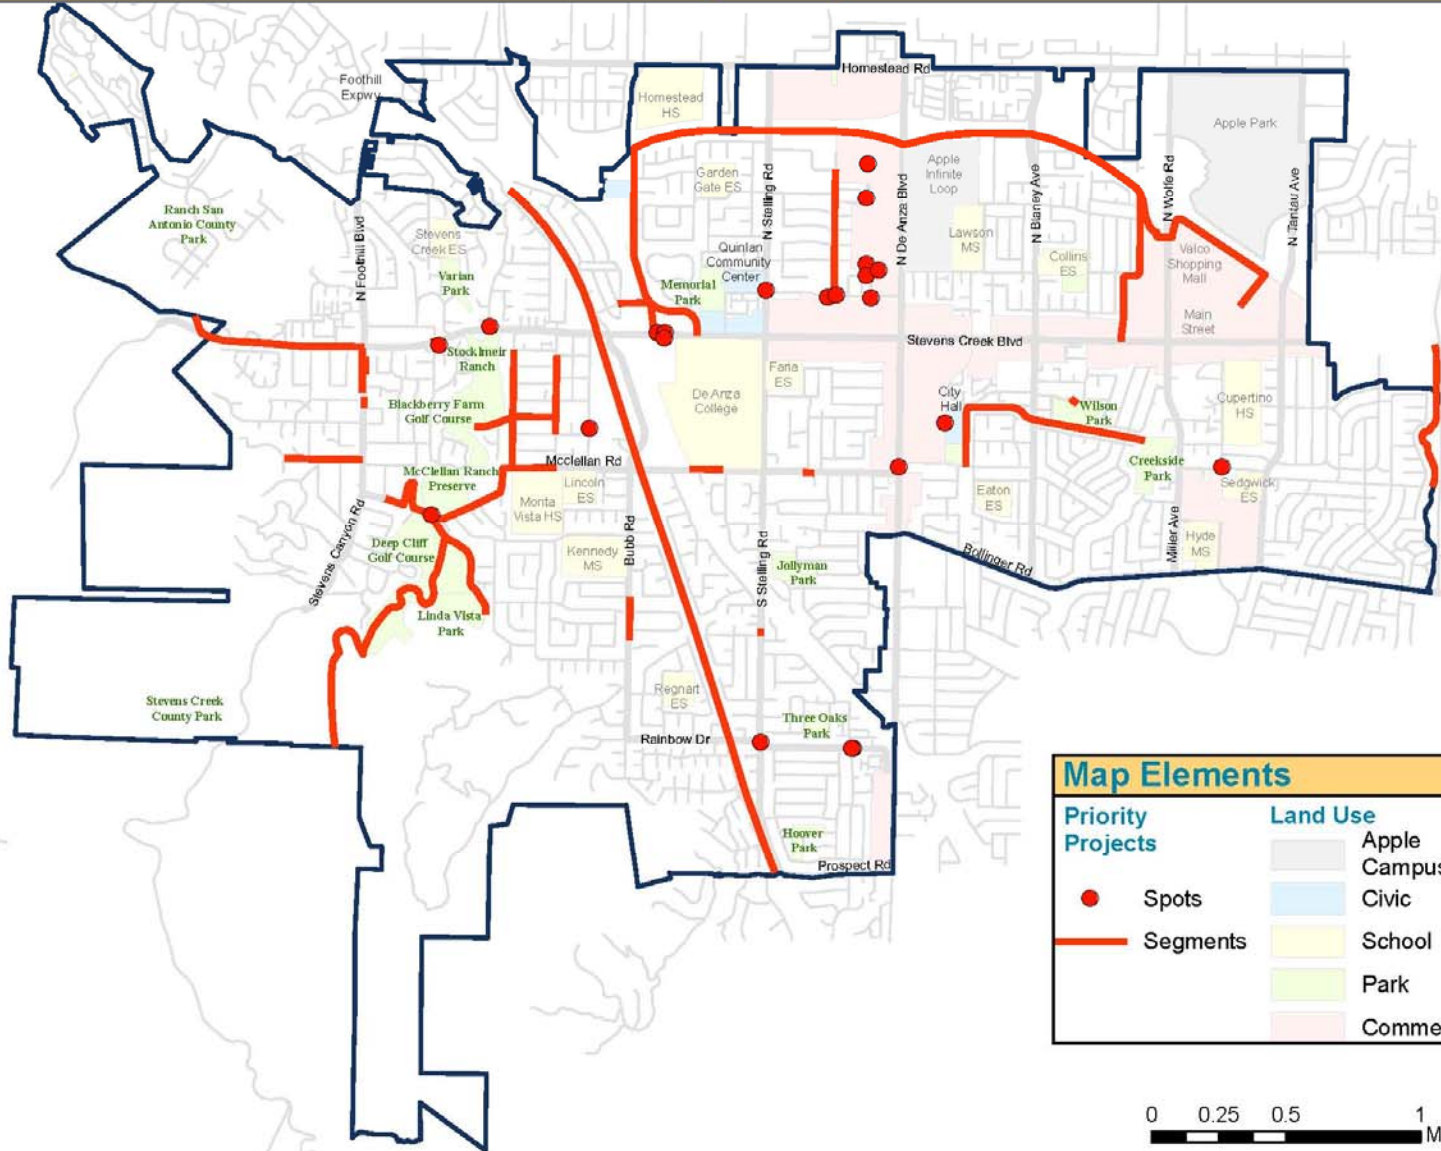 Homestead Rd
Foothill
Expwy
Homestead
HS
Apple Park
Garden
Gate ES
N Stelling Rd
Apple
Infinite
Loop
N De Anza Blvd
N Blaney Ave
N Wolfe Rd
N Tantau Ave
Ranch San
Antonio County
Park
N Foothill Blvd
Stevens
Creek ES
Varian
Park
Quinlan
Community
Center
Memorial
Park
Lawson
MS
Collins
ES
Valco
Shopping
Mall
Main
Street
Stevens Creek Blvd
Stocklmeir
Ranch
Blackberry Farm
Golf Course
De Anza
College
Faria
ES
City
Hall
Wilson
Park
Cupertino
HS
Mcclellan Rd
McClellan Ranch
Preserve
Lincoln
ES
Monta
Vista HS
Eaton
ES
Creekside
Park
Sedgwick
ES
Stevens Canyon Rd
Deep Cliff
Golf Course
Kennedy
MS
Bubb Rd
S Stelling Rd
Jollyman
Park
Bollinger Rd
Miller Ave
Hyde
MS
Linda Vista
Park
Stevens Creek
County Park
Regnart
ES
Rainbow Dr
Three Oaks
Park
Hoover
Park
Prospect Rd
Map Elements
Priority
Projects
Spots
Segments
Land Use
Apple
Campus
Civic
School
Park
Comme
0 0.25 0.5 1
M